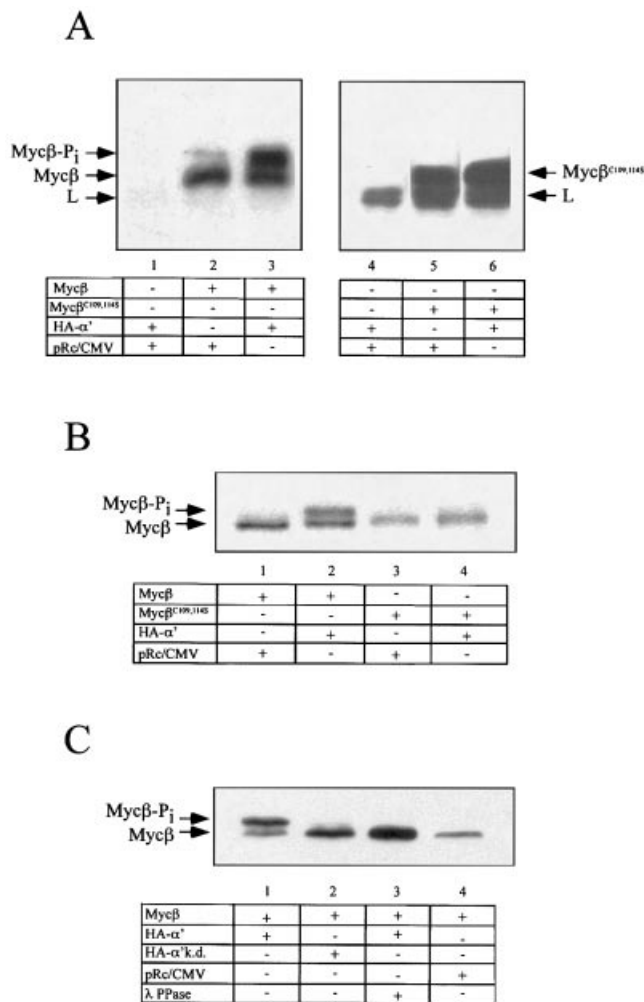 A
Mycβ-Pi
Mycβ
L
MycβC109,114S
L
1 2 3
Mycβ - + +
MycβC109,114S - - -
HA-α' + - +
pRc/CMV + + -
4 5 6
- - -
- + +
+ - +
+ + -
B
Mycβ-Pi
Mycβ
1 2 3 4
Mycβ + + - -
MycβC109,114S - - + +
HA-α' - + - +
pRc/CMV + - + -
C
Mycβ-Pi
Mycβ
1 2 3 4
Mycβ + + + +
HA-α' + - + -
HA-α'k.d. - + - -
pRc/CMV - - - +
λ PPase - - + -